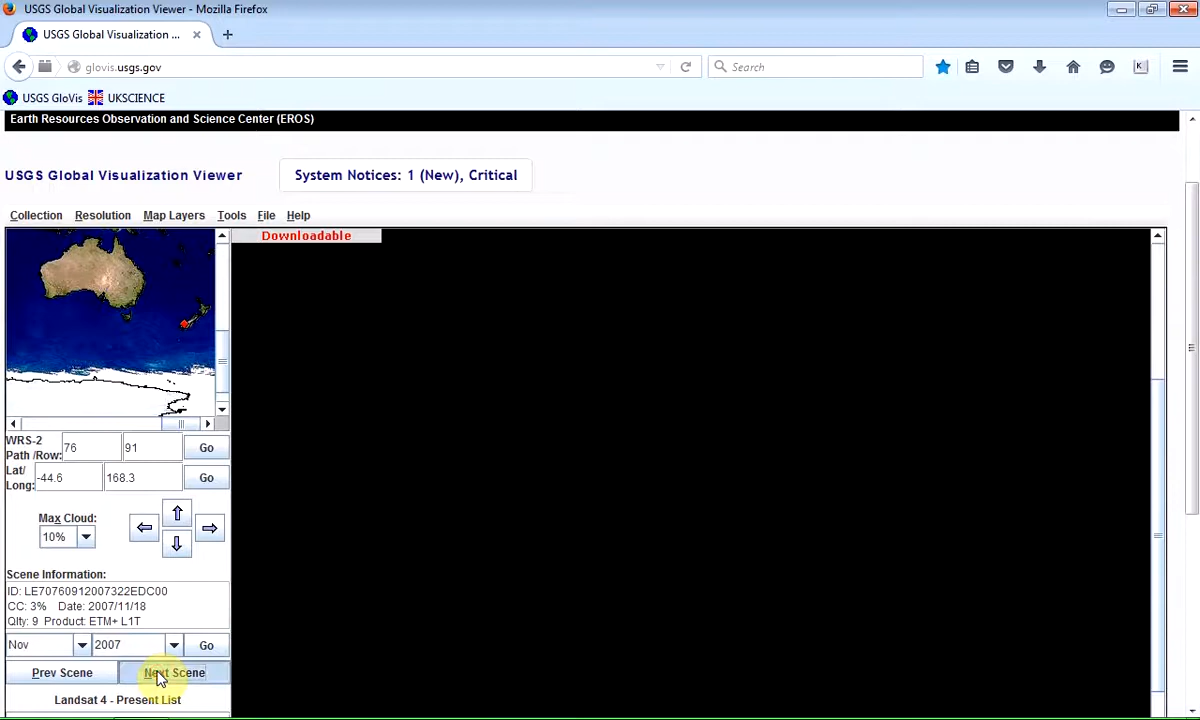 USGS Global Visualization Viewer - Mozilla Firefox
USGS Global Visualization ...
glovis.usgs.gov
Search
USGS GloVis
UKSCIENCE
Earth Resources Observation and Science Center (EROS)
USGS Global Visualization Viewer
System Notices: 1 (New), Critical
Collection Resolution Map Layers Tools File Help
Downloadable
WRS-2
Path /Row: 76 91 Go
Lat/
Long: -44.6 168.3 Go
Max Cloud:
10%
Scene Information:
ID: LE70760912007322EDC00
CC: 3% Date: 2007/11/18
Qlty: 9 Product: ETM+ L1T
Nov 2007 Go
Prev Scene Next Scene
Landsat 4 - Present List